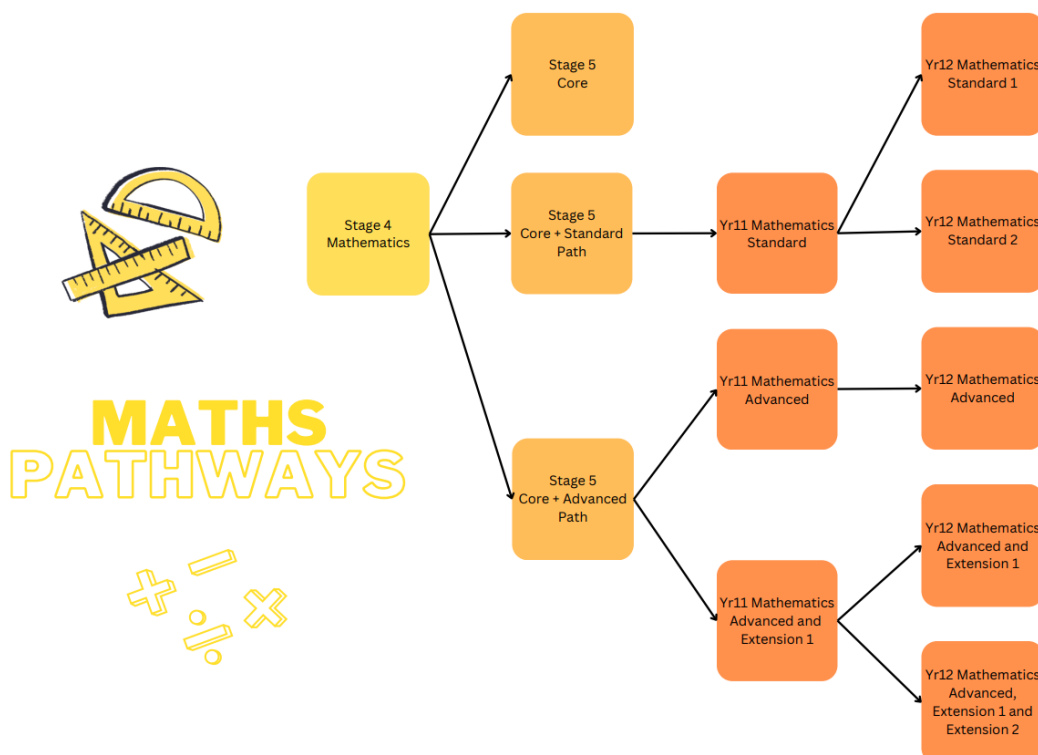 MATHS
PATHWAYS
Stage 4
Mathematics
Stage 5
Core
Stage 5
Core + Standard
Path
Stage 5
Core + Advanced
Path
Yr11 Mathematics
Standard
Yr11 Mathematics
Advanced
Yr11 Mathematics
Advanced and
Extension 1
Yr12 Mathematics
Standard 1
Yr12 Mathematics
Standard 2
Yr12 Mathematics
Advanced
Yr12 Mathematics
Advanced and
Extension 1
Yr12 Mathematics
Advanced,
Extension 1 and
Extension 2